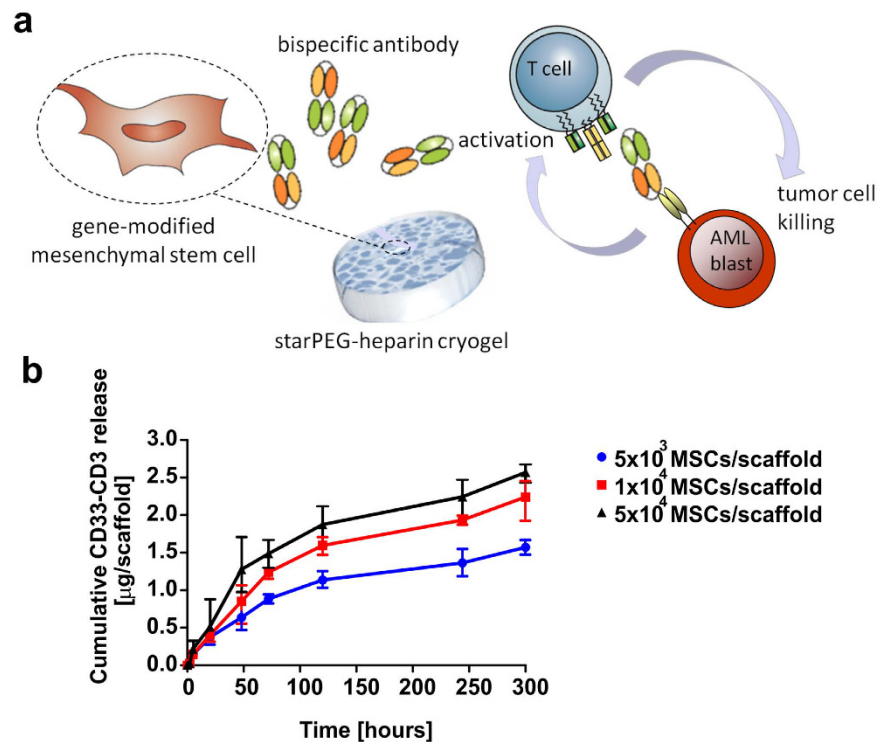 a
bispecific antibody
gene-modified
mesenchymal stem cell
starPEG-heparin cryogel
T cell
activation
tumor cell
killing
AML
blast
b
Cumulative CD33-CD3 release
[µg/scaffold]
3.0
2.5
2.0
1.5
1.0
0.5
0.0
0 50 100 150 200 250 300
Time [hours]
5x10³ MSCs/scaffold
1x10⁴ MSCs/scaffold
5x10⁴ MSCs/scaffold